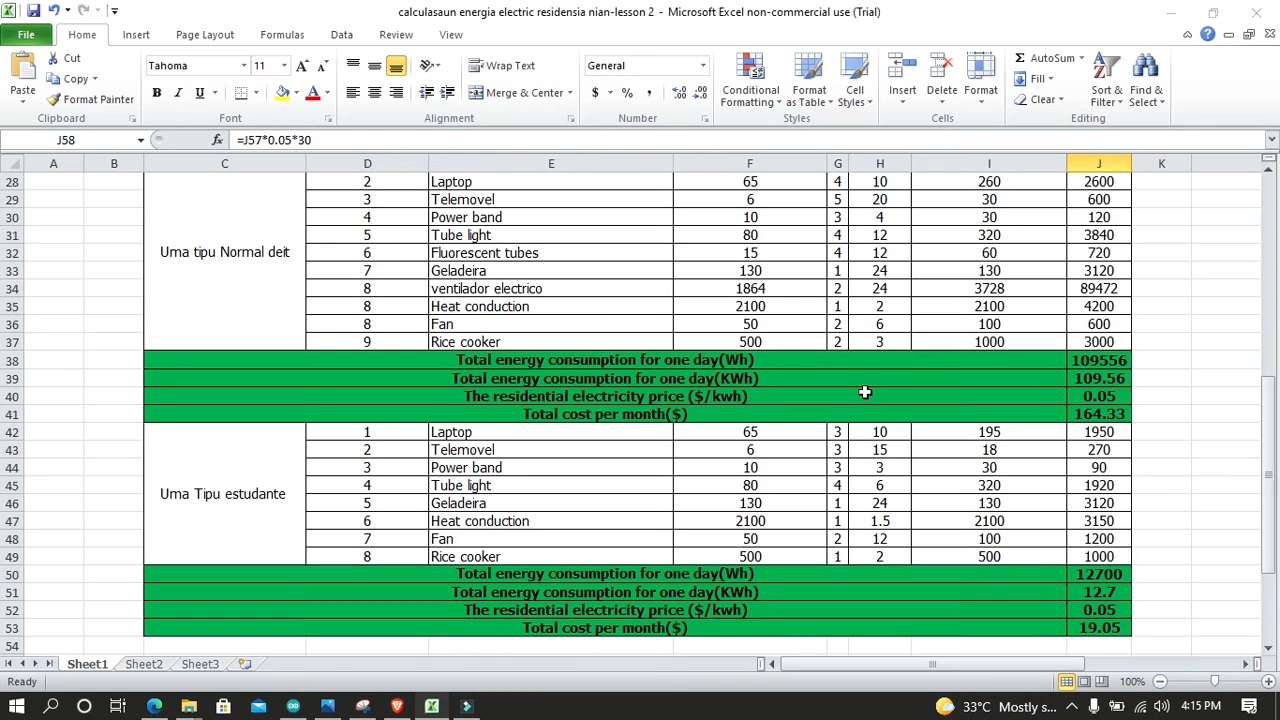 calculasaun energia electric residensia nian-lesson 2 - Microsoft Excel non-commercial use (Trial)
File Home Insert Page Layout Formulas Data Review View
Paste Cut Copy Format Painter Clipboard
Tahoma 11 A A B I U A Font
Wrap Text Merge & Center Alignment
General $ % , Number
Conditional Formatting Format as Table Cell Styles Styles
Insert Delete Format Cells
Σ AutoSum Fill Clear Sort & Filter Find & Select Editing
J58 fx =J57*0.05*30
A B C D E F G H I J K
28 2 Laptop 65 4 10 260 2600
29 3 Telemovel 6 5 20 30 600
30 4 Power band 10 3 4 30 120
31 5 Tube light 80 4 12 320 3840
32 Uma tipu Normal deit 6 Fluorescent tubes 15 4 12 60 720
33 7 Geladeira 130 1 24 130 3120
34 8 ventilador electrico 1864 2 24 3728 89472
35 8 Heat conduction 2100 1 2 2100 4200
36 8 Fan 50 2 6 100 600
37 9 Rice cooker 500 2 3 1000 3000
38 Total energy consumption for one day(Wh) 109556
39 Total energy consumption for one day(KWh) 109.56
40 The residential electricity price ($/kwh) 0.05
41 Total cost per month($) 164.33
42 1 Laptop 65 3 10 195 1950
43 2 Telemovel 6 3 15 18 270
44 3 Power band 10 3 3 30 90
45 Uma Tipu estudante 4 Tube light 80 4 6 320 1920
46 5 Geladeira 130 1 24 130 3120
47 6 Heat conduction 2100 1 1.5 2100 3150
48 7 Fan 50 2 12 100 1200
49 8 Rice cooker 500 1 2 500 1000
50 Total energy consumption for one day(Wh) 12700
51 Total energy consumption for one day(KWh) 12.7
52 The residential electricity price ($/kwh) 0.05
53 Total cost per month($) 19.05
54
Sheet1 Sheet2 Sheet3
Ready 100%
33°C Mostly s... 4:15 PM